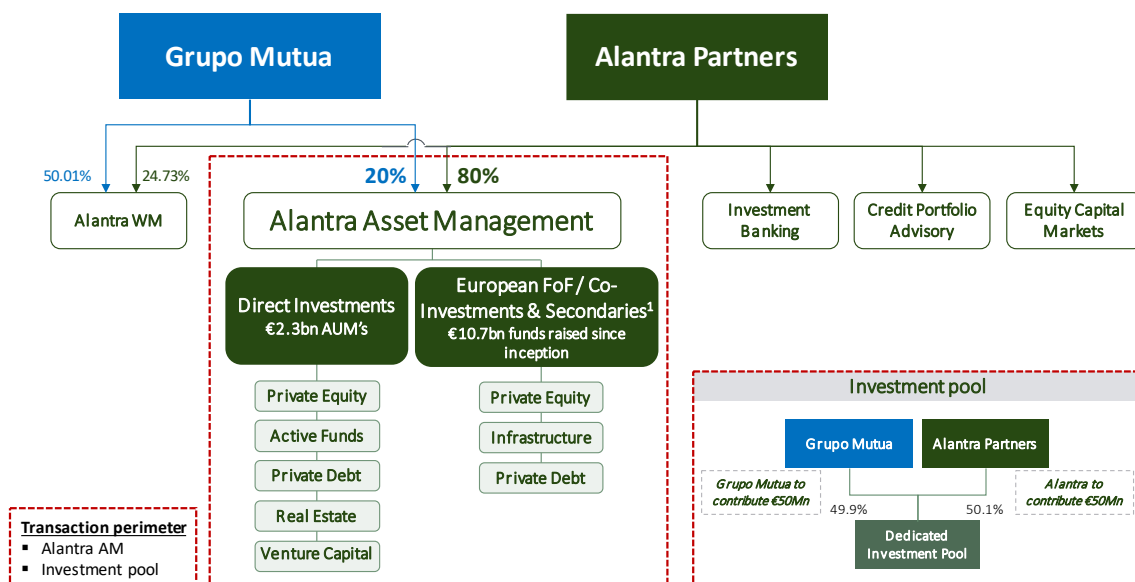 Grupo Mutua
Alantra Partners
50.01%
24.73%
20%
80%
Alantra WM
Alantra Asset Management
Investment
Banking
Credit Portfolio
Advisory
Equity Capital
Markets
Direct Investments
€2.3bn AUM's
European FoF / Co-
Investments & Secondaries¹
€10.7bn funds raised since
inception
Private Equity
Active Funds
Private Debt
Real Estate
Venture Capital
Private Equity
Infrastructure
Private Debt
Investment pool
Grupo Mutua
Alantra Partners
Grupo Mutua to
contribute €50Mn
Alantra to
contribute €50Mn
49.9%
50.1%
Dedicated
Investment Pool
Transaction perimeter
▪ Alantra AM
▪ Investment pool